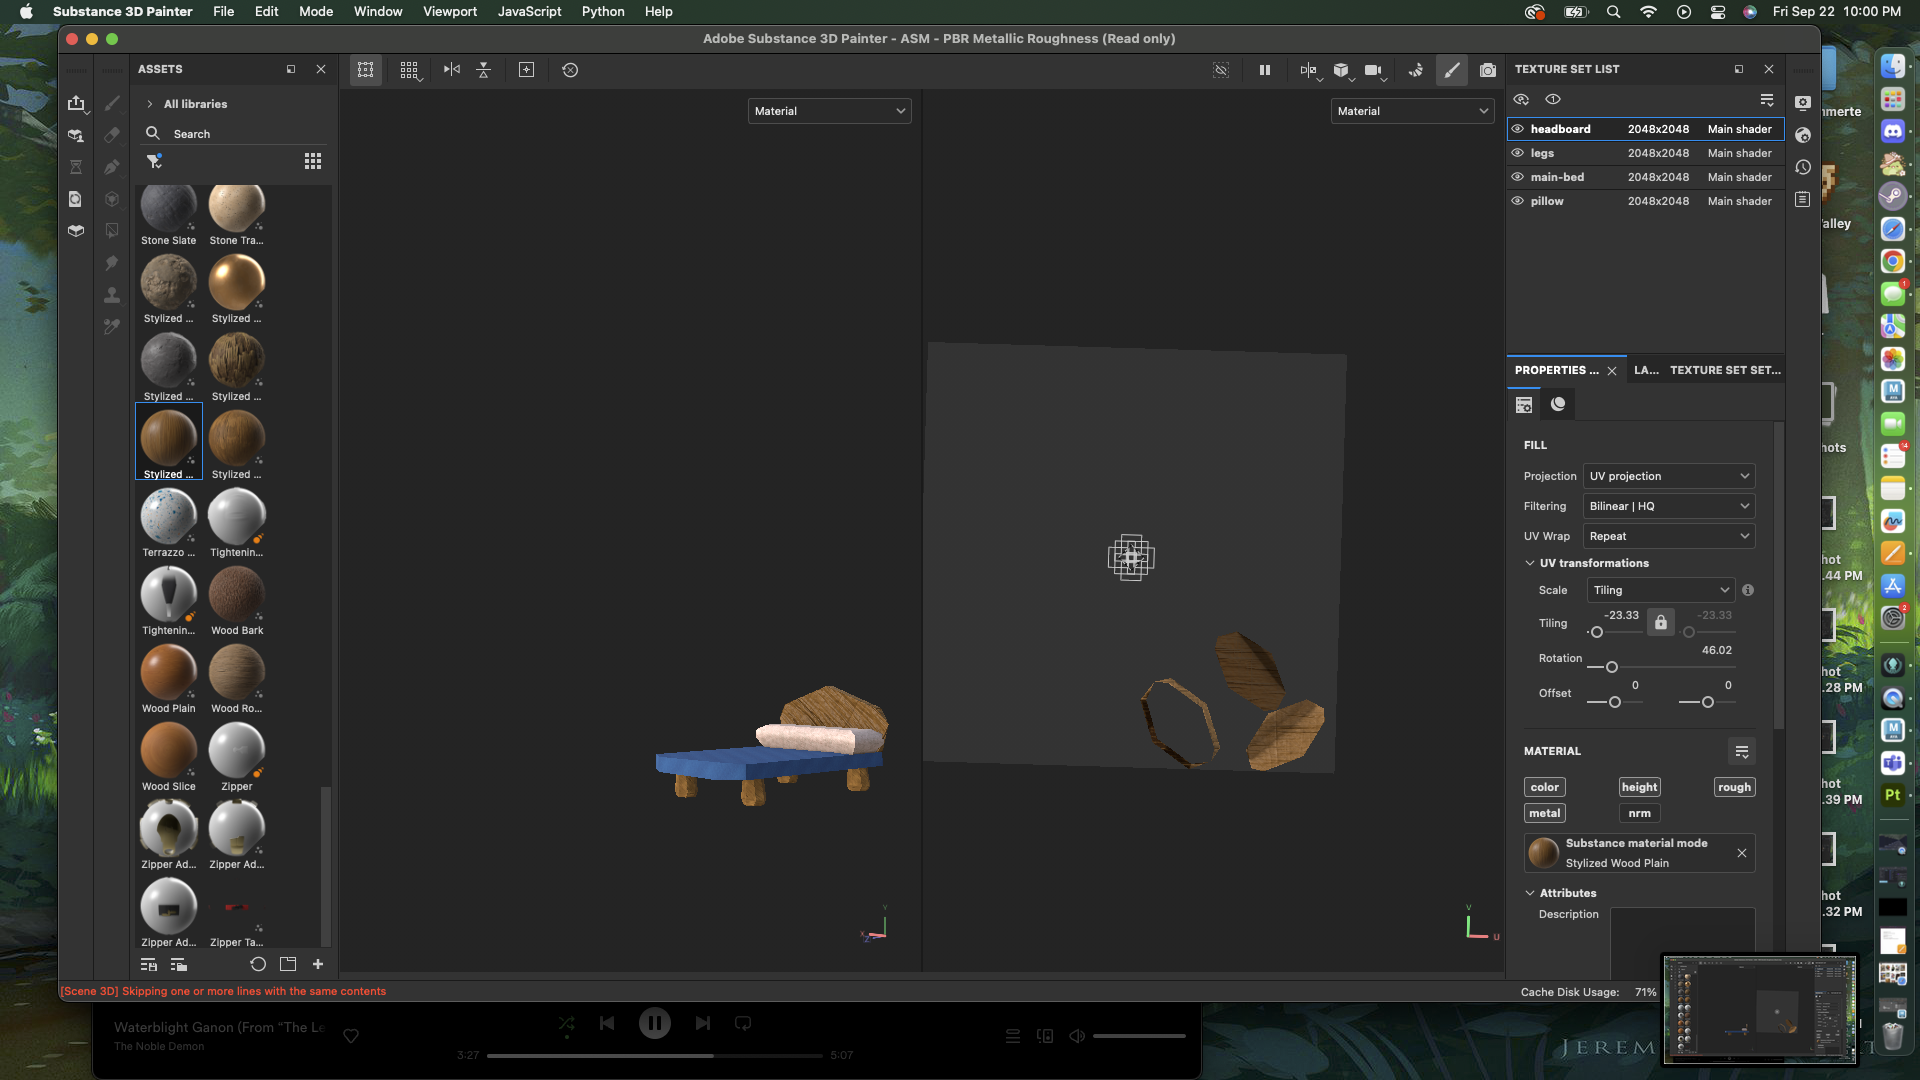 Substance 3D Painter File Edit Mode Window Viewport JavaScript Python Help
Fri Sep 22 10:00 PM
Adobe Substance 3D Painter - ASM - PBR Metallic Roughness (Read only)
ASSETS
All libraries
Search
Stone Slate Stone Tra...
Stylized ... Stylized ...
Stylized ... Stylized ...
Stylized ... Stylized ...
Terrazzo ... Tightenin...
Tightenin... Wood Bark
Wood Plain Wood Ro...
Wood Slice Zipper
Zipper Ad... Zipper Ad...
Zipper Ad... Zipper Ta...
Material
Material
Y
X
Z
V
U
TEXTURE SET LIST
headboard 2048x2048 Main shader
legs 2048x2048 Main shader
main-bed 2048x2048 Main shader
pillow 2048x2048 Main shader
PROPERTIES ... LA... TEXTURE SET SET...
FILL
Projection UV projection
Filtering Bilinear | HQ
UV Wrap Repeat
UV transformations
Scale Tiling
Tiling -23.33 -23.33
Rotation 46.02
Offset 0 0
MATERIAL
color height rough
metal nrm
Substance material mode
Stylized Wood Plain
Attributes
Description
[Scene 3D] Skipping one or more lines with the same contents
Cache Disk Usage: 71%
Waterblight Ganon (From "The Le
The Noble Demon
3:27 5:07
mmerte
alley
hots
hot
.44 PM
hot
.28 PM
hot
.39 PM
hot
.32 PM
1
14
2
Pt
JEREM